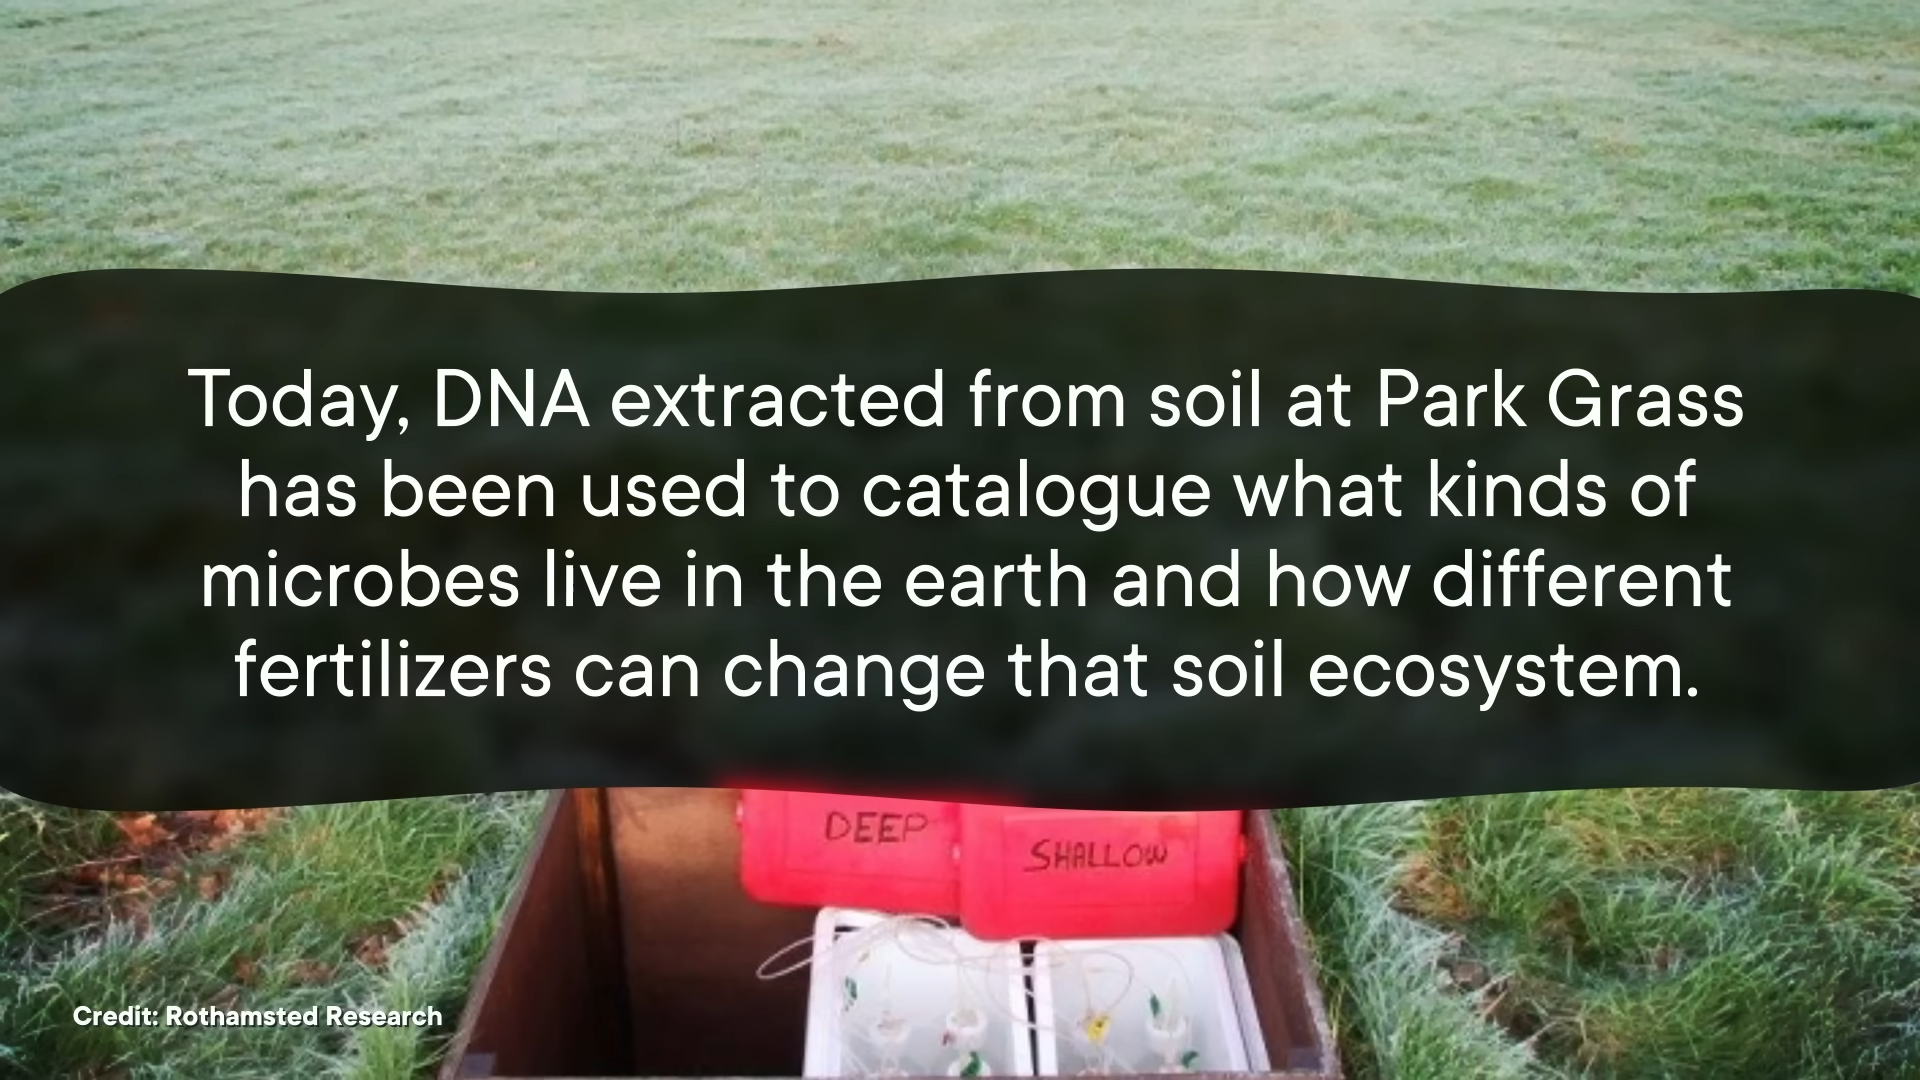 Today, DNA extracted from soil at Park Grass
has been used to catalogue what kinds of
microbes live in the earth and how different
fertilizers can change that soil ecosystem.
DEEP
SHALLOW
Credit: Rothamsted Research